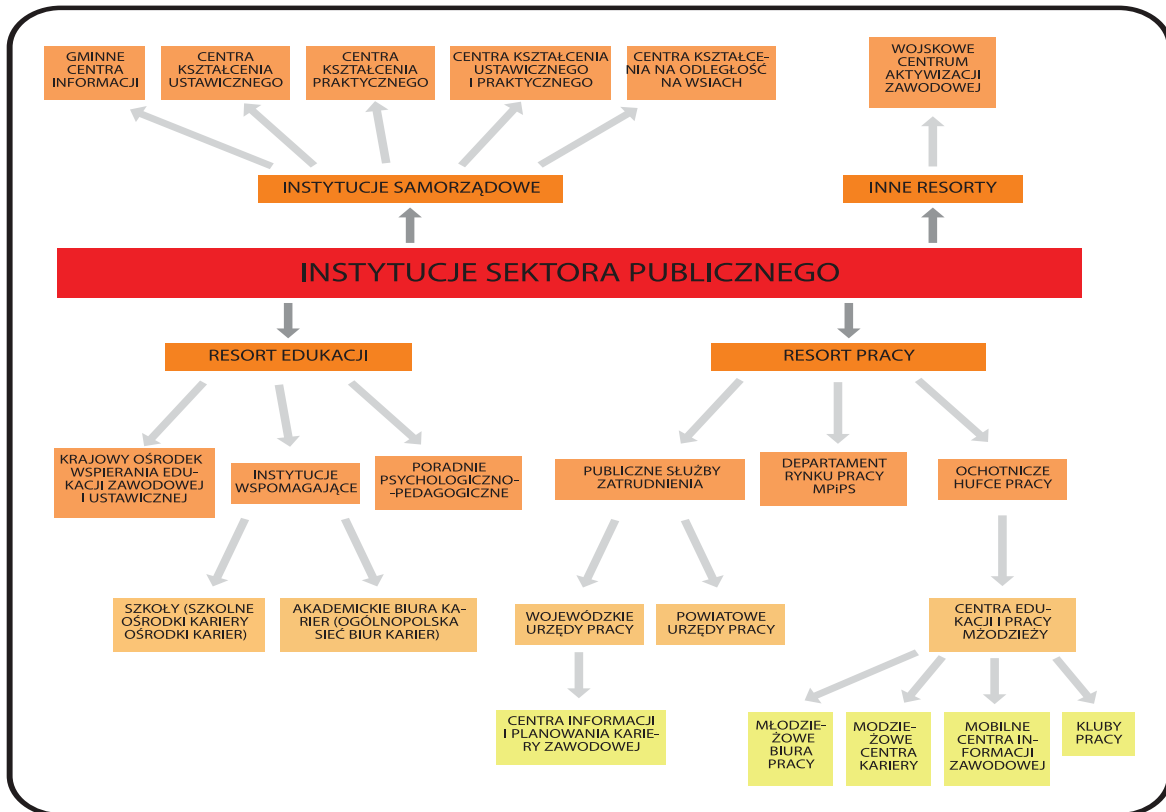 GMINNE
CENTRA
INFORMACJI
CENTRA
KSZTAŁCENIA
USTAWICZNEGO
CENTRA
KSZTAŁCENIA
PRAKTYCZNEGO
CENTRA KSZTAŁCENIA
USTAWICZNEGO
I PRAKTYCZNEGO
CENTRA KSZTAŁCE-
NIA NA ODLEGŁOŚĆ
NA WSIACH
WOJSKOWE
CENTRUM
AKTYWIZACJI
ZAWODOWEJ
INSTYTUCJE SAMORZĄDOWE
INNE RESORTY
INSTYTUCJE SEKTORA PUBLICZNEGO
RESORT EDUKACJI
RESORT PRACY
KRAJOWY OŚRODEK
WSPIERANIA EDU-
KACJI ZAWODOWEJ
I USTAWICZNEJ
INSTYTUCJE
WSPOMAGAJĄCE
PORADNIE
PSYCHOLOGICZNO-
-PEDAGOGICZNE
PUBLICZNE SŁUŻBY
ZATRUDNIENIA
DEPARTAMENT
RYNKU PRACY
MPiPS
OCHOTNICZE
HUFCE PRACY
SZKOŁY (SZKOLNE
OŚRODKI KARIERY
OŚRODKI KARIER)
AKADEMICKIE BIURA KA-
RIER (OGÓLNOPOLSKA
SIEĆ BIUR KARIER)
WOJEWÓDZKIE
URZĘDY PRACY
POWIATOWE
URZĘDY PRACY
CENTRA EDU-
KACJI I PRACY
MŻODZIEŻY
CENTRA INFORMACJI
I PLANOWANIA KARIE-
RY ZAWODOWEJ
MŁODZIE-
ŻOWE
BIURA
PRACY
MODZIE-
ŻOWE
CENTRA
KARIERY
MOBILNE
CENTRA IN-
FORMACJI
ZAWODOWEJ
KLUBY
PRACY